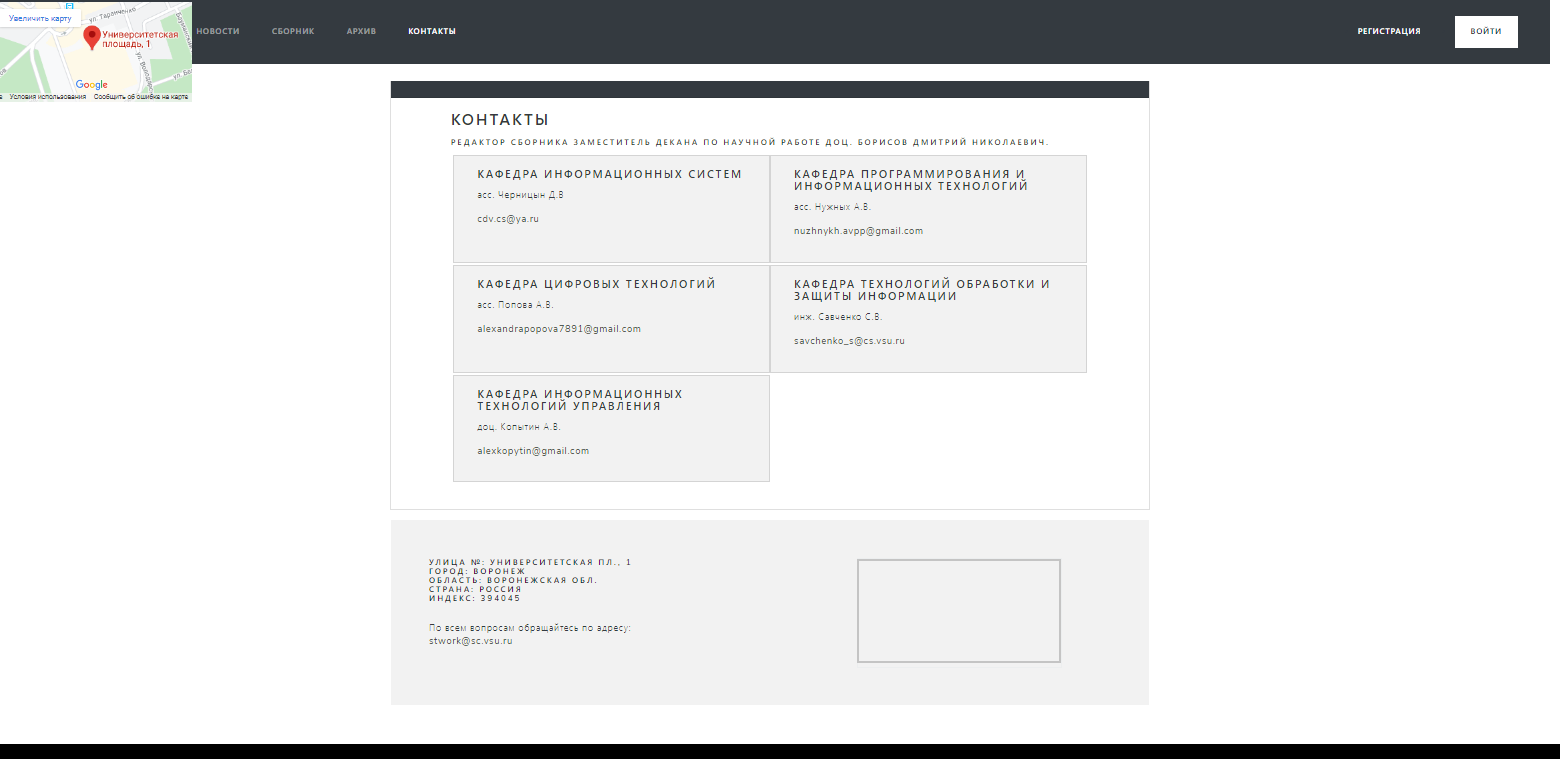 Увеличить карту
ул. Таранченко
Университетская
площадь, 1
ул. Володарс
ул. Бе
Google
Условия использования
Сообщить об ошибке на карте
НОВОСТИ
СБОРНИК
АРХИВ
КОНТАКТЫ
РЕГИСТРАЦИЯ
ВОЙТИ
КОНТАКТЫ
РЕДАКТОР СБОРНИКА ЗАМЕСТИТЕЛЬ ДЕКАНА ПО НАУЧНОЙ РАБОТЕ ДОЦ. БОРИСОВ ДМИТРИЙ НИКОЛАЕВИЧ.
КАФЕДРА ИНФОРМАЦИОННЫХ СИСТЕМ
асс. Черницын Д.В
cdv.cs@ya.ru
КАФЕДРА ПРОГРАММИРОВАНИЯ И
ИНФОРМАЦИОННЫХ ТЕХНОЛОГИЙ
асс. Нужных А.В.
nuzhnykh.avpp@gmail.com
КАФЕДРА ЦИФРОВЫХ ТЕХНОЛОГИЙ
асс. Попова А.В.
alexandrapopova7891@gmail.com
КАФЕДРА ТЕХНОЛОГИЙ ОБРАБОТКИ И
ЗАЩИТЫ ИНФОРМАЦИИ
инж. Савченко С.В.
savchenko_s@cs.vsu.ru
КАФЕДРА ИНФОРМАЦИОННЫХ
ТЕХНОЛОГИЙ УПРАВЛЕНИЯ
доц. Копытин А.В.
alexkopytin@gmail.com
УЛИЦА №: УНИВЕРСИТЕТСКАЯ ПЛ., 1
ГОРОД: ВОРОНЕЖ
ОБЛАСТЬ: ВОРОНЕЖСКАЯ ОБЛ.
СТРАНА: РОССИЯ
ИНДЕКС: 394045
По всем вопросам обращайтесь по адресу:
stwork@sc.vsu.ru